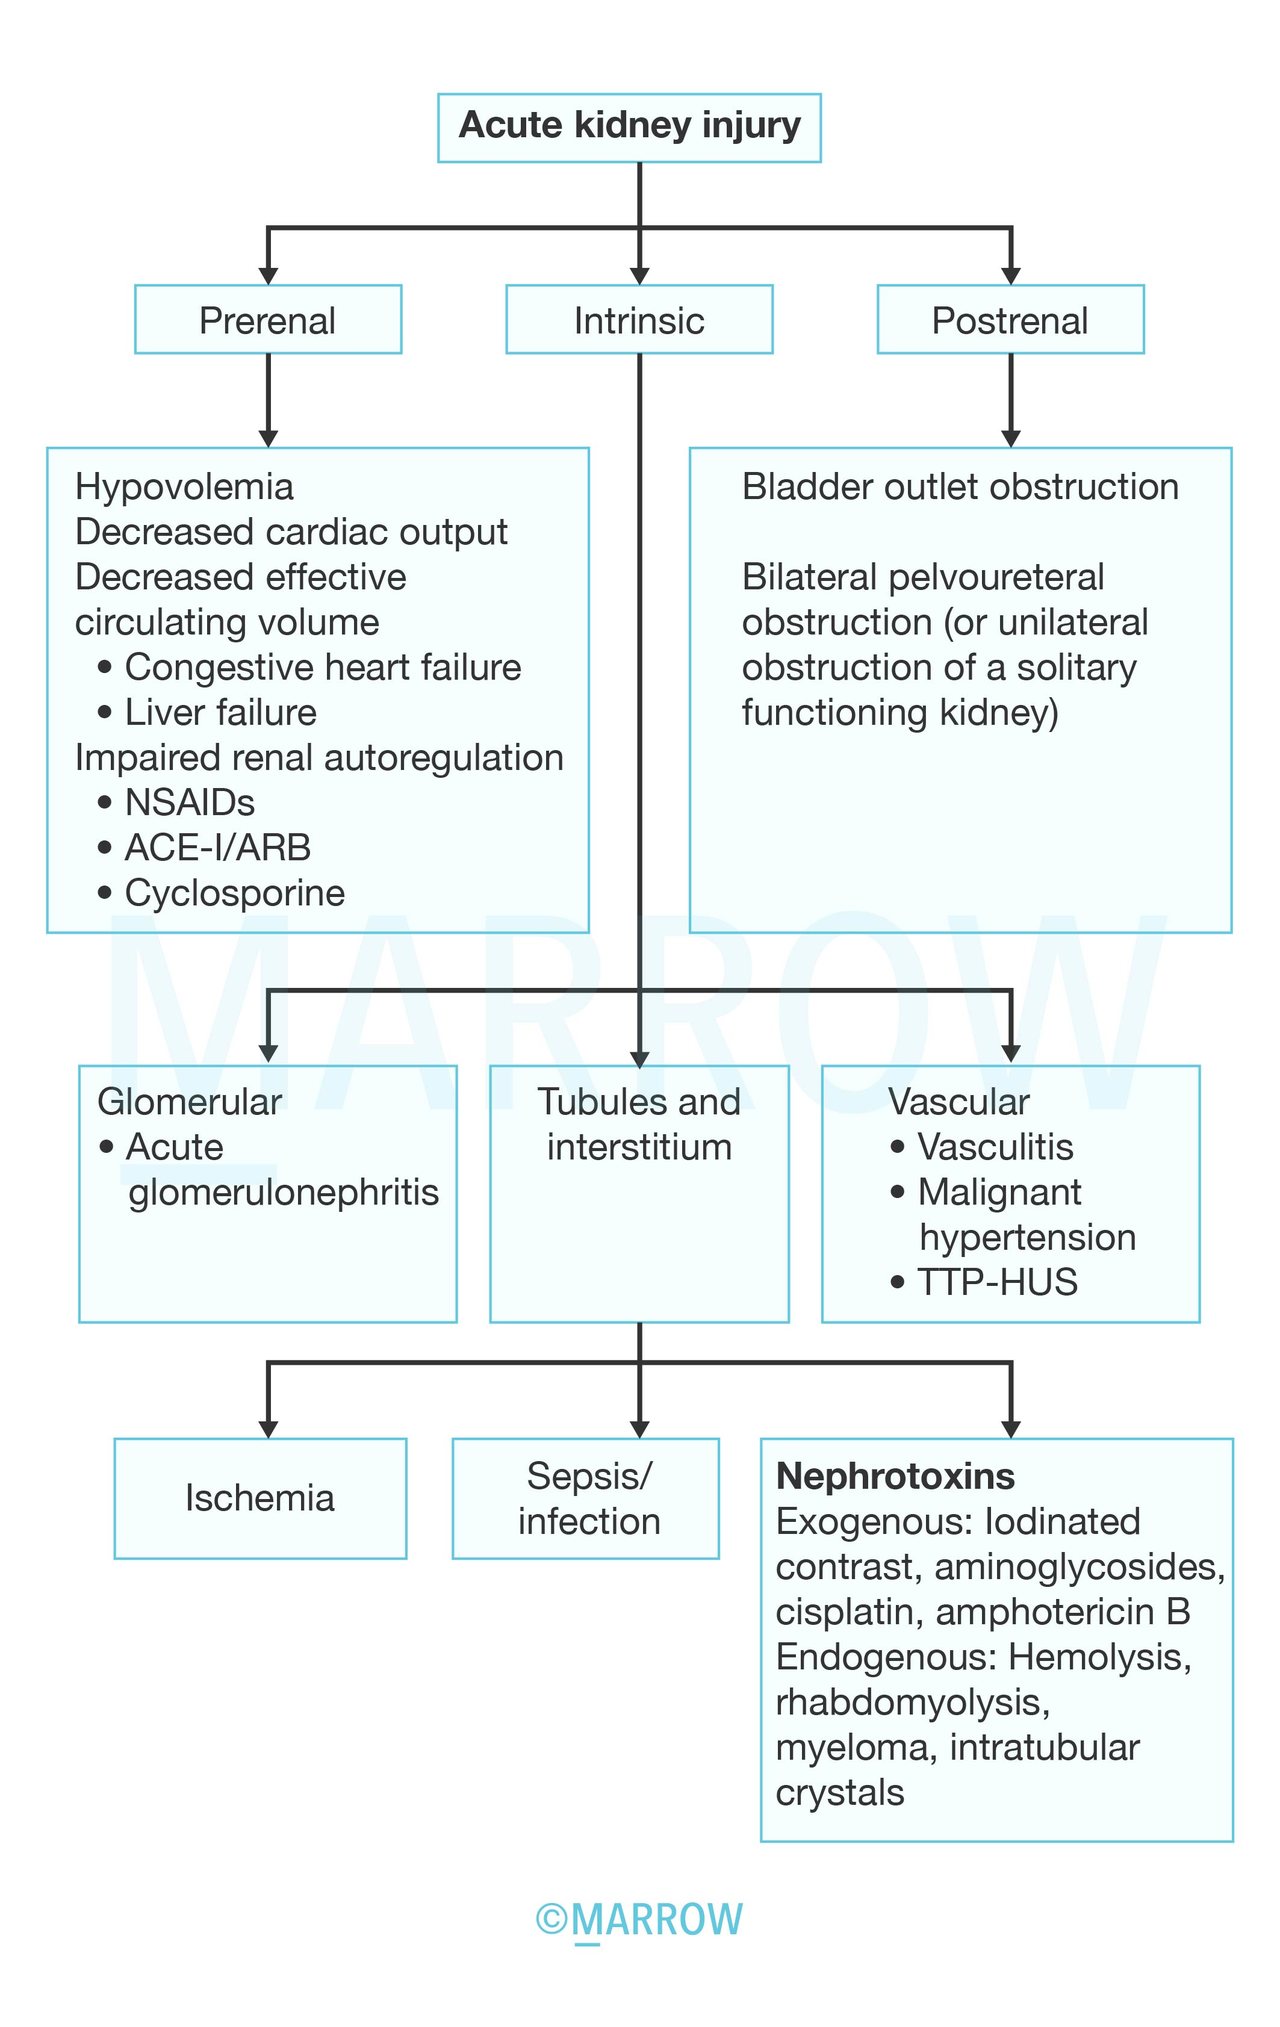 Acute kidney injury
Prerenal
Intrinsic
Postrenal
Hypovolemia
Decreased cardiac output
Decreased effective
circulating volume
• Congestive heart failure
• Liver failure
Impaired renal autoregulation
• NSAIDs
• ACE-I/ARB
• Cyclosporine
Bladder outlet obstruction
Bilateral pelvoureteral
obstruction (or unilateral
obstruction of a solitary
functioning kidney)
MARROW
Glomerular
• Acute
glomerulonephritis
Tubules and
interstitium
Vascular
• Vasculitis
• Malignant
hypertension
• TTP-HUS
Ischemia
Sepsis/
infection
Nephrotoxins
Exogenous: Iodinated
contrast, aminoglycosides,
cisplatin, amphotericin B
Endogenous: Hemolysis,
rhabdomyolysis,
myeloma, intratubular
crystals
©MARROW